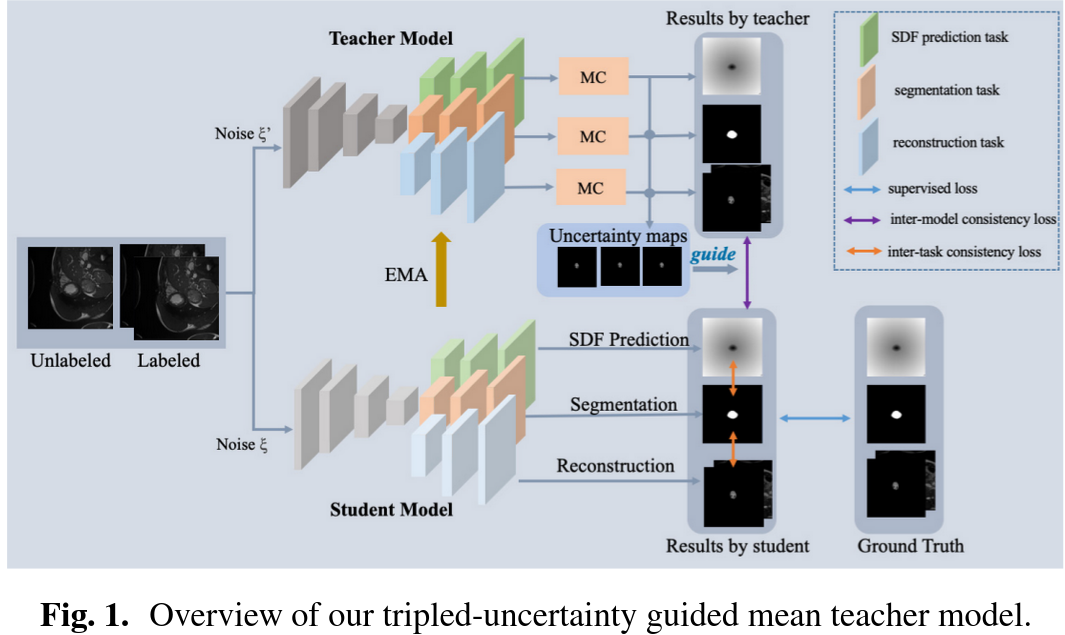 Results by teacher
Teacher Model
SDF prediction task
segmentation task
reconstruction task
supervised loss
inter-model consistency loss
inter-task consistency loss
MC
MC
MC
Noise ξ’
Uncertainty maps
guide
EMA
Unlabeled
Labeled
SDF Prediction
Segmentation
Reconstruction
Noise ξ
Student Model
Results by student
Ground Truth
Fig. 1. Overview of our tripled-uncertainty guided mean teacher model.